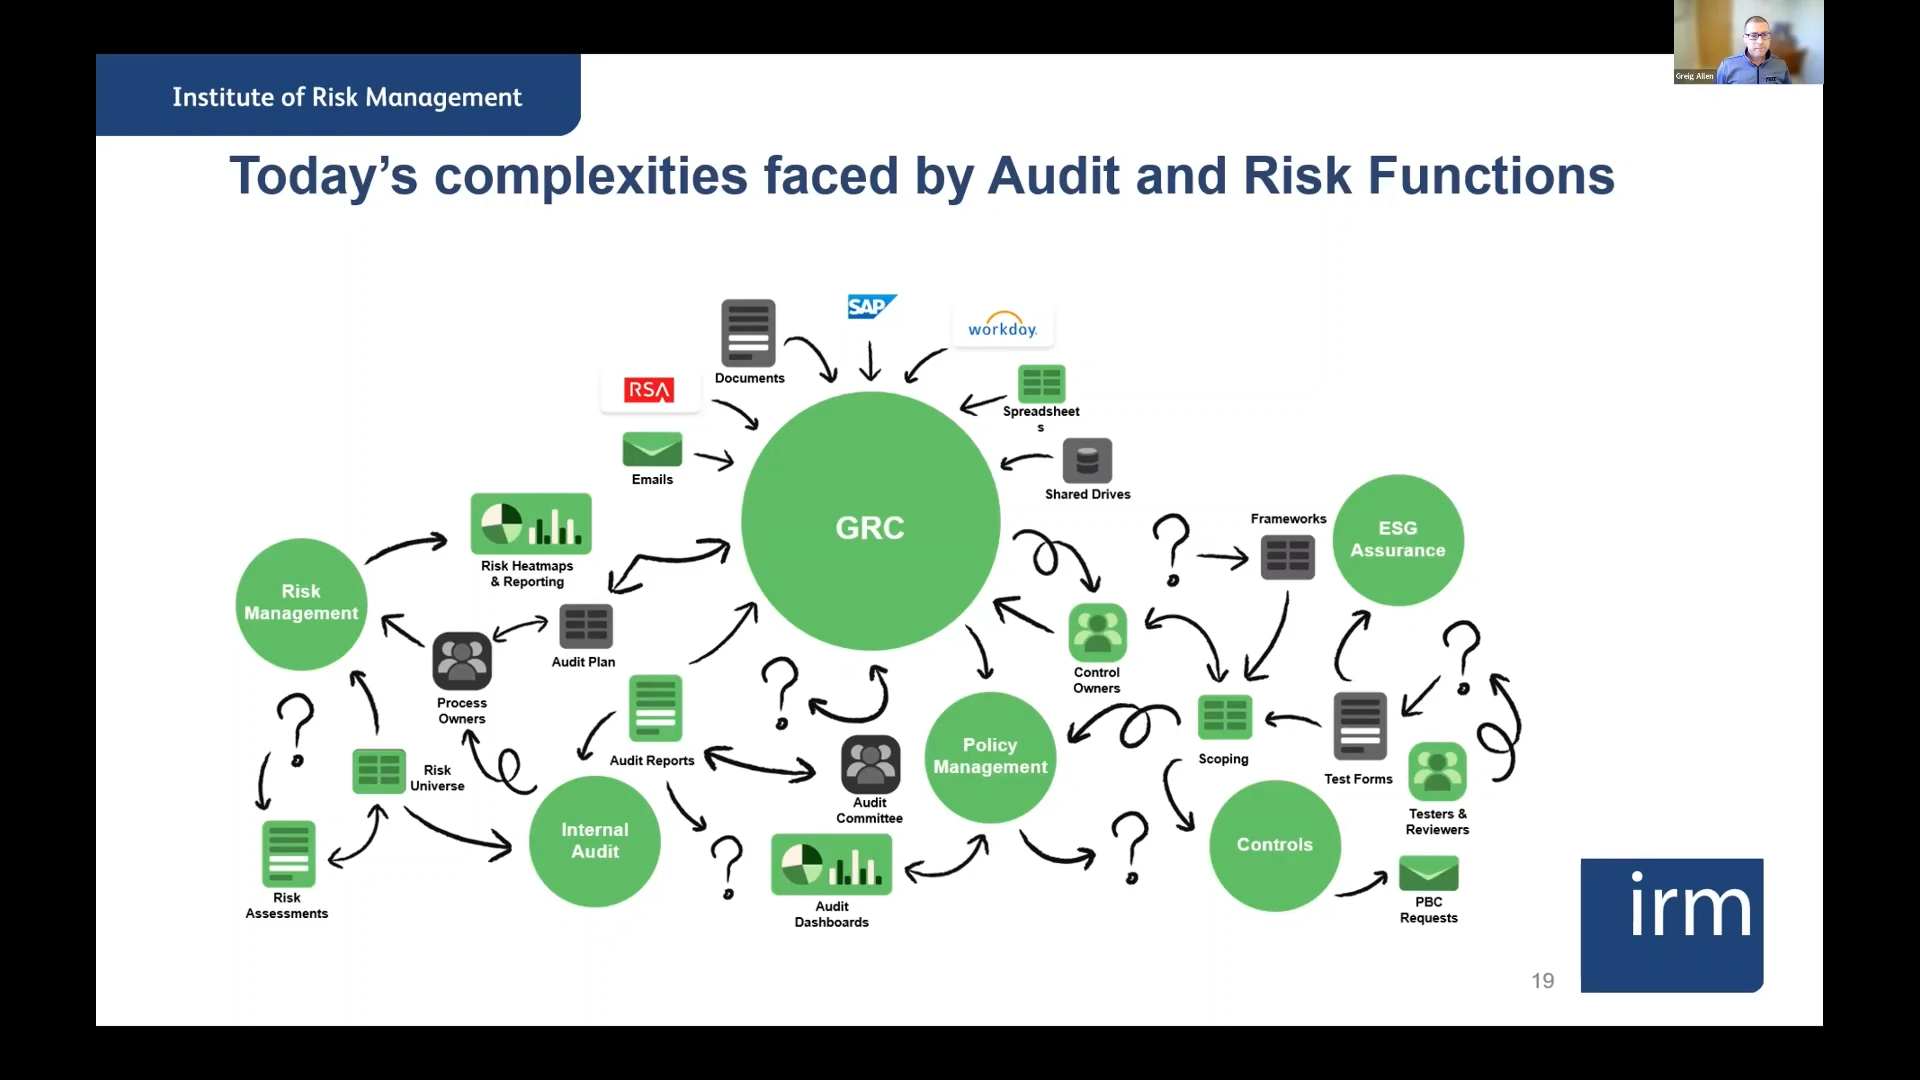 Greig Allen
Institute of Risk Management
Today's complexities faced by Audit and Risk Functions
SAP
workday.
Documents
RSA
Spreadsheet
s
Emails
Shared Drives
GRC
Frameworks
ESG
Assurance
Risk Heatmaps
& Reporting
Risk
Management
Audit Plan
Control
Owners
Process
Owners
Audit Reports
Policy
Management
Scoping
Test Forms
Risk
Universe
Audit
Committee
Testers &
Reviewers
Internal
Audit
Controls
Risk
Assessments
Audit
Dashboards
PBC
Requests
irm
19